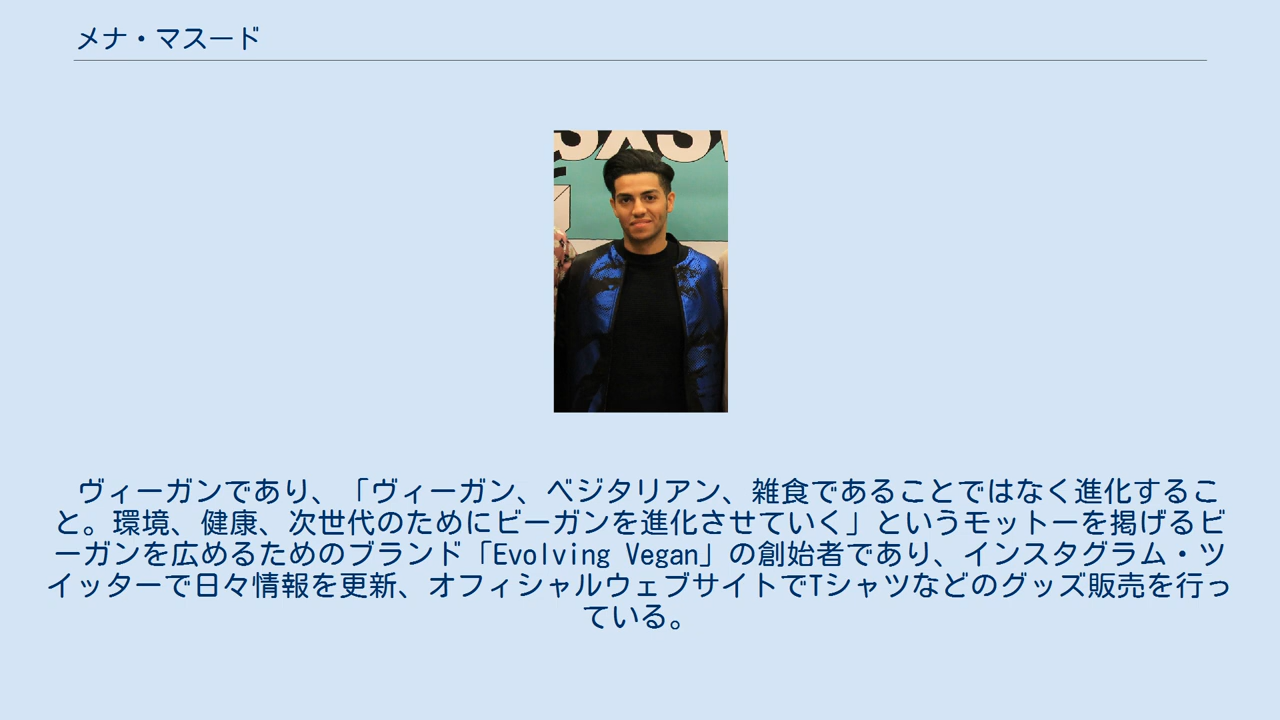 メナ・マスード
SXSW
ヴィーガンであり、「ヴィーガン、ベジタリアン、雑食であることではなく進化するこ
と。環境、健康、次世代のためにビーガンを進化させていく」というモットーを掲げるビ
ーガンを広めるためのブランド「Evolving Vegan」の創始者であり、インスタグラム・ツ
イッターで日々情報を更新、オフィシャルウェブサイトでTシャツなどのグッズ販売を行っ
ている。